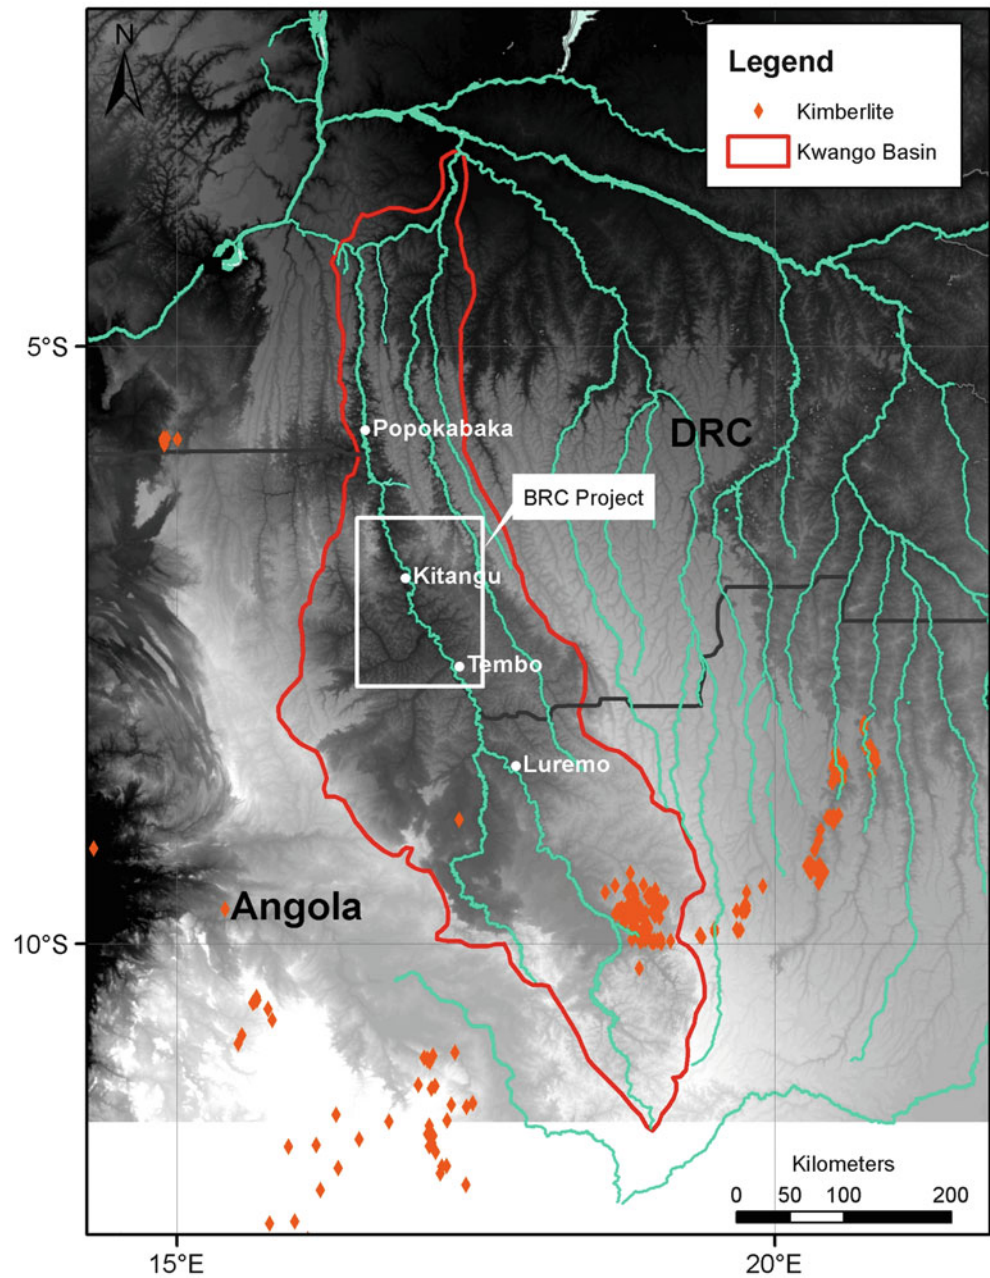 N
Legend
Kimberlite
Kwango Basin
5°S
Popokabaka
DRC
BRC Project
Kitangu
Tembo
Luremo
Angola
10°S
Kilometers
0 50 100 200
15°E
20°E